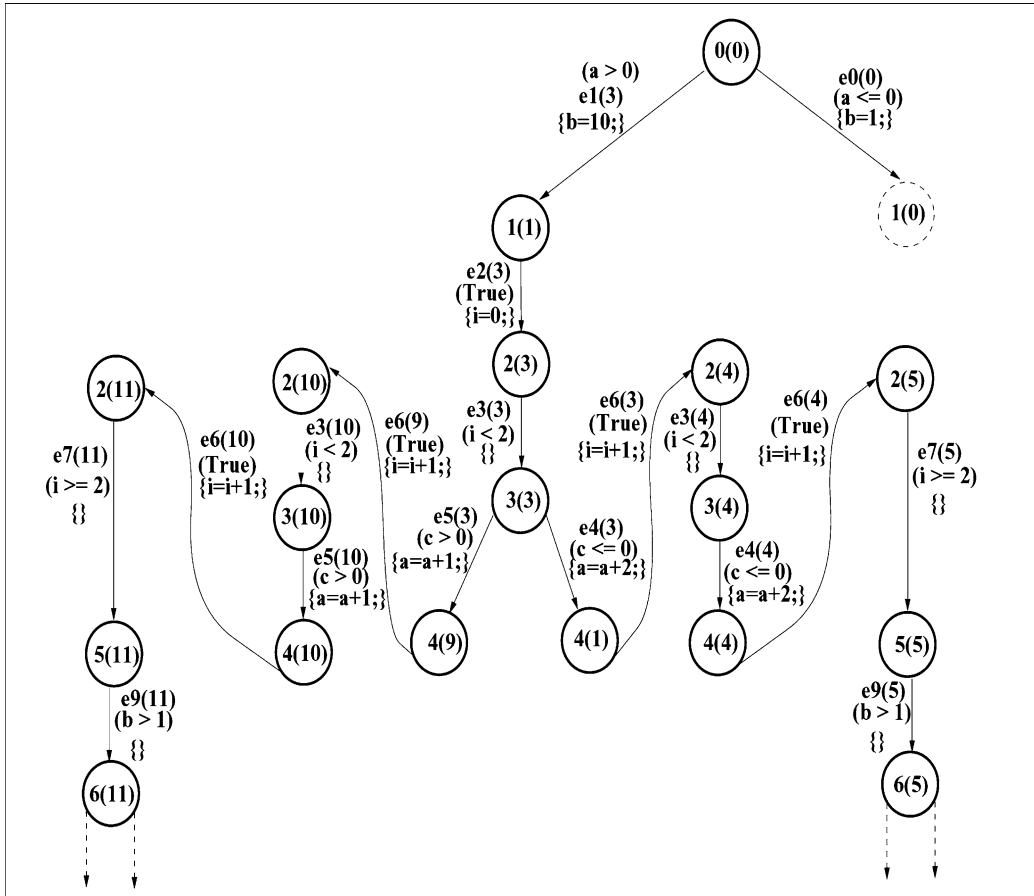 0(0)
(a > 0)
e1(3)
{b=10;}
e0(0)
(a <= 0)
{b=1;}
1(1)
1(0)
e2(3)
(True)
{i=0;}
2(11)
2(10)
2(3)
2(4)
2(5)
e7(11)
(i >= 2)
{}
e6(10)
(True)
{i=i+1;}
e3(10)
(i < 2)
{}
e6(9)
(True)
{i=i+1;}
e3(3)
(i < 2)
{}
e6(3)
(True)
{i=i+1;}
e3(4)
(i < 2)
{}
e6(4)
(True)
{i=i+1;}
e7(5)
(i >= 2)
{}
3(10)
3(3)
3(4)
e5(10)
(c > 0)
{a=a+1;}
e5(3)
(c > 0)
{a=a+1;}
e4(3)
(c <= 0)
{a=a+2;}
e4(4)
(c <= 0)
{a=a+2;}
5(11)
4(10)
4(9)
4(1)
4(4)
5(5)
e9(11)
(b > 1)
{}
e9(5)
(b > 1)
{}
6(11)
6(5)